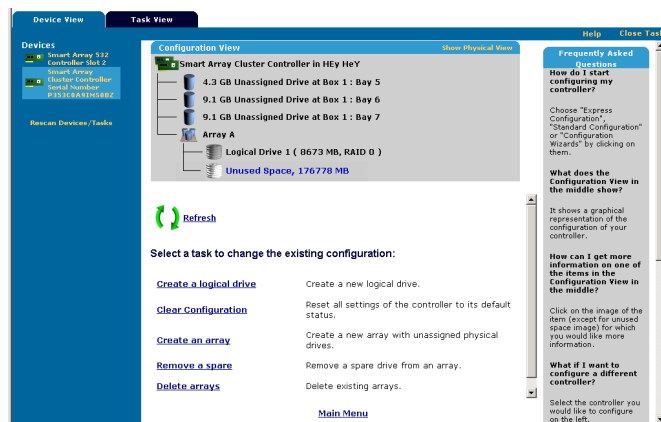 Device View
Task View
Help
Close Tas
Devices
Smart Array 532
Controller Slot 2
Smart Array
Cluster Controller
Serial Number
P353C0A91MS0BZ
Rescan Devices/Tasks
Configuration View
Show Physical View
Smart Array Cluster Controller in HEy HeY
4.3 GB Unassigned Drive at Box 1 : Bay 5
9.1 GB Unassigned Drive at Box 1 : Bay 6
9.1 GB Unassigned Drive at Box 1 : Bay 7
Array A
Logical Drive 1 ( 8673 MB, RAID 0 )
Unused Space, 176778 MB
Refresh
Select a task to change the existing configuration:
Create a logical drive
Create a new logical drive.
Clear Configuration
Reset all settings of the controller to its default
status.
Create an array
Create a new array with unassigned physical
drives.
Remove a spare
Remove a spare drive from an array.
Delete arrays
Delete existing arrays.
Main Menu
Frequently Asked
Questions
How do I start
configuring my
controller?
Choose "Express
Configuration",
"Standard Configuration"
or "Configuration
Wizards" by clicking on
them.
What does the
Configuration View in
the middle show?
It shows a graphical
representation of the
configuration of your
controller.
How can I get more
information on one of
the items in the
Configuration View in
the middle?
Click on the image of the
item (except for unused
space image) for which
you would like more
information.
What if I want to
configure a different
controller?
Select the controller you
would like to configure
on the left.